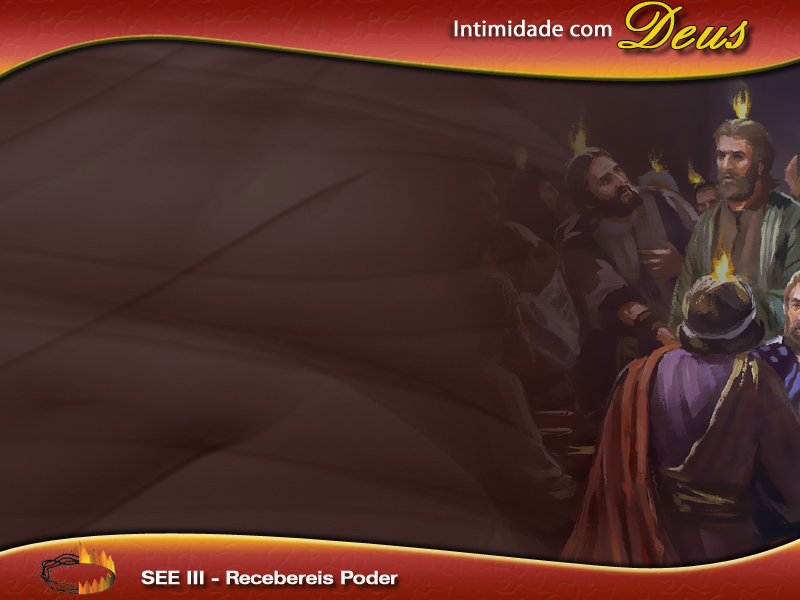 Intimidade com Deus
SEE III - Recebereis Poder